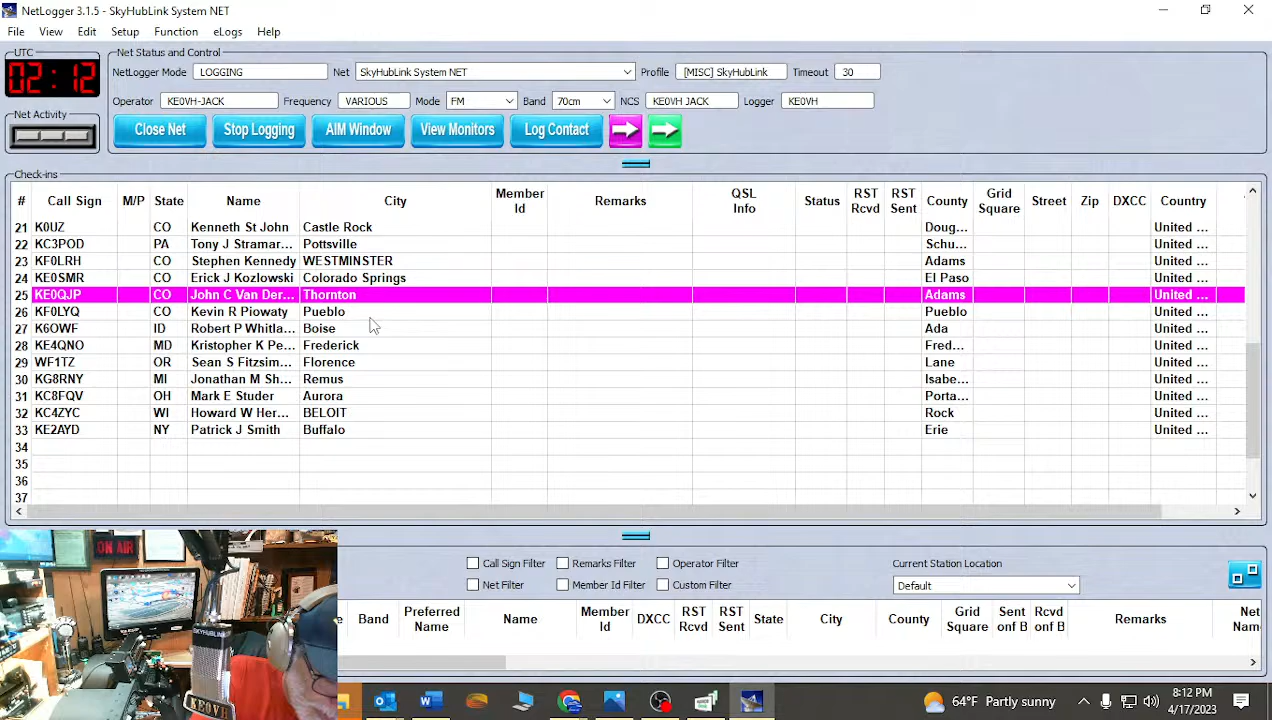 NetLogger 3.1.5 - SkyHubLink System NET
File View Edit Setup Function eLogs Help
UTC
02:12
Net Activity
Net Status and Control
NetLogger Mode LOGGING Net SkyHubLink System NET Profile [MISC] SkyHubLink Timeout 30
Operator KE0VH-JACK Frequency VARIOUS Mode FM Band 70cm NCS KE0VH JACK Logger KE0VH
Close Net Stop Logging AIM Window View Monitors Log Contact
Check-ins
# Call Sign M/P State Name City Member Id Remarks QSL Info Status RST Rcvd RST Sent County Grid Square Street Zip DXCC Country
21 K0UZ CO Kenneth St John Castle Rock Doug... United ...
22 KC3POD PA Tony J Stramar... Pottsville Schu... United ...
23 KF0LRH CO Stephen Kennedy WESTMINSTER Adams United ...
24 KE0SMR CO Erick J Kozlowski Colorado Springs El Paso United ...
25 KE0QJP CO John C Van Der... Thornton Adams United ...
26 KF0LYQ CO Kevin R Piowaty Pueblo Pueblo United ...
27 K6OWF ID Robert P Whitla... Boise Ada United ...
28 KE4QNO MD Kristopher K Pe... Frederick Fred... United ...
29 WF1TZ OR Sean S Fitzsim... Florence Lane United ...
30 KG8RNY MI Jonathan M Sh... Remus Isabe... United ...
31 KC8FQV OH Mark E Studer Aurora Porta... United ...
32 KC4ZYC WI Howard W Her... BELOIT Rock United ...
33 KE2AYD NY Patrick J Smith Buffalo Erie United ...
34
35
36
37
Call Sign Filter Remarks Filter Operator Filter
Net Filter Member Id Filter Custom Filter
Current Station Location
Default
e Band Preferred Name Name Member Id DXCC RST Rcvd RST Sent State City County Grid Square Sent onf B Rcvd onf B Remarks Net Name
ON AIR
SKYHUBLINK
KE0VH
64°F Partly sunny
8:12 PM
4/17/2023